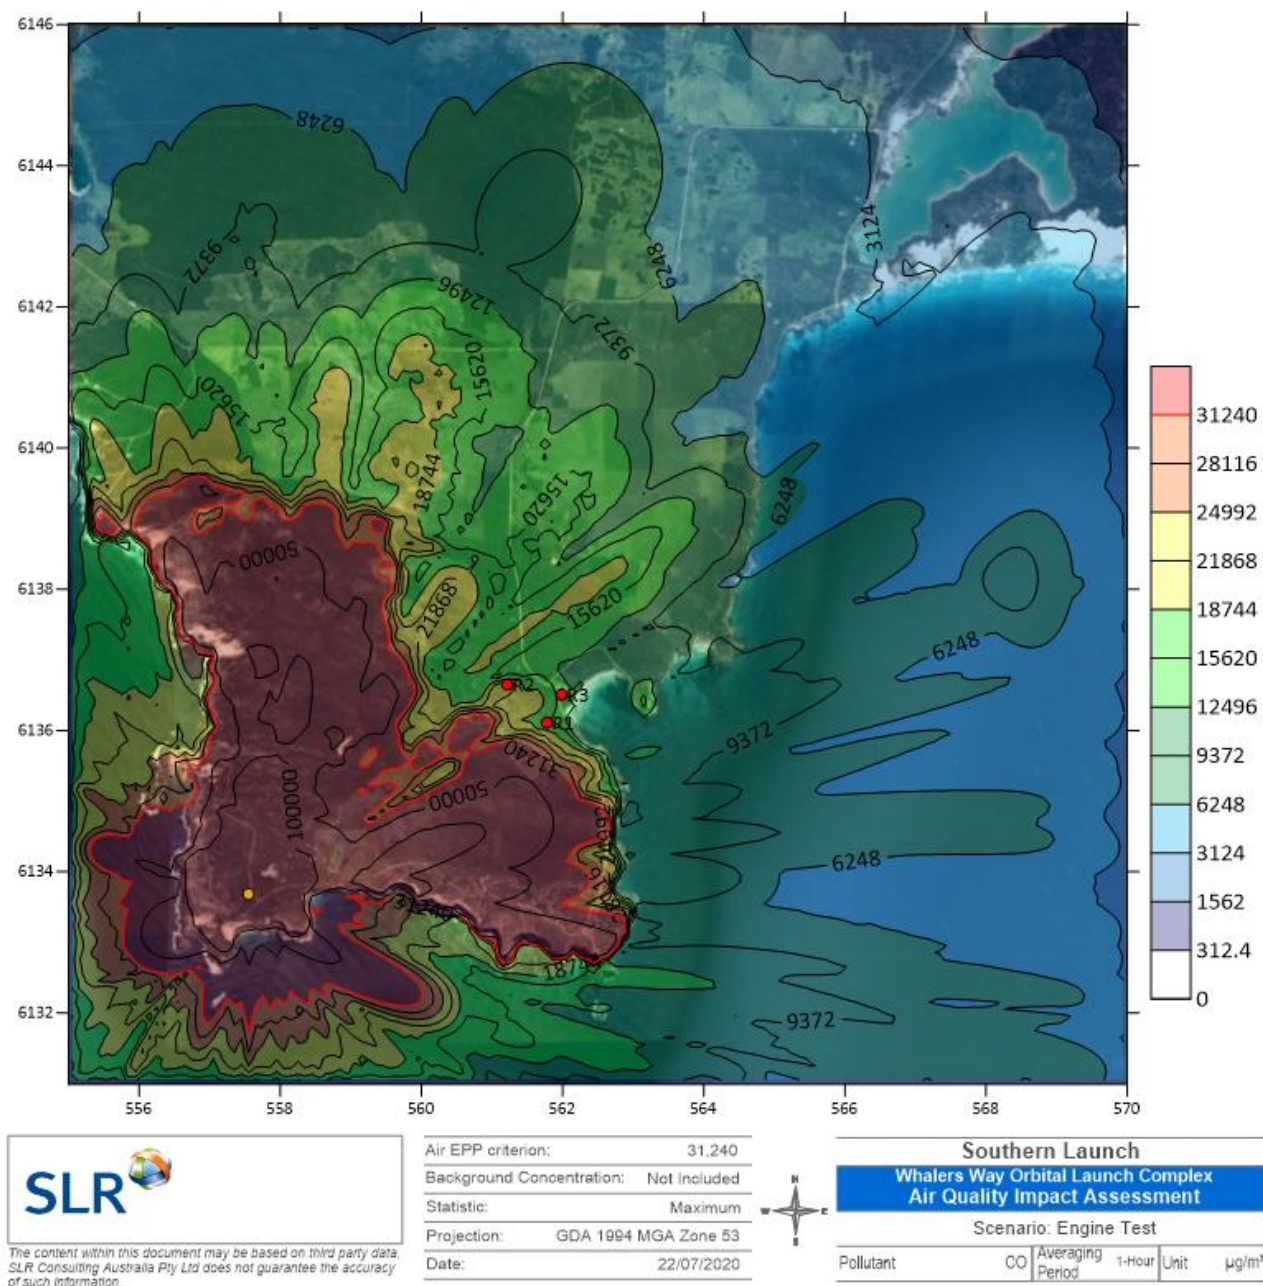 6146
6144
6142
6140
6138
6136
6134
6132
556
558
560
562
564
566
568
570
6248
9372
12496
6248
3124
9372
15620
15620
18744
15620
6248
50000
21868
15620
6248
R2
R3
R1
9372
31240
50000
100000
6248
31240
9372
31240
28116
24992
21868
18744
15620
12496
9372
6248
3124
1562
312.4
0
SLR
The content within this document may be based on third party data.
SLR Consulting Australia Pty Ltd does not guarantee the accuracy
of such information.
Air EPP criterion: 31,240
Background Concentration: Not Included
Statistic: Maximum
Projection: GDA 1994 MGA Zone 53
Date: 22/07/2020
N
W E
S
Southern Launch
Whalers Way Orbital Launch Complex
Air Quality Impact Assessment
Scenario: Engine Test
Pollutant CO Averaging Period 1-Hour Unit µg/m³